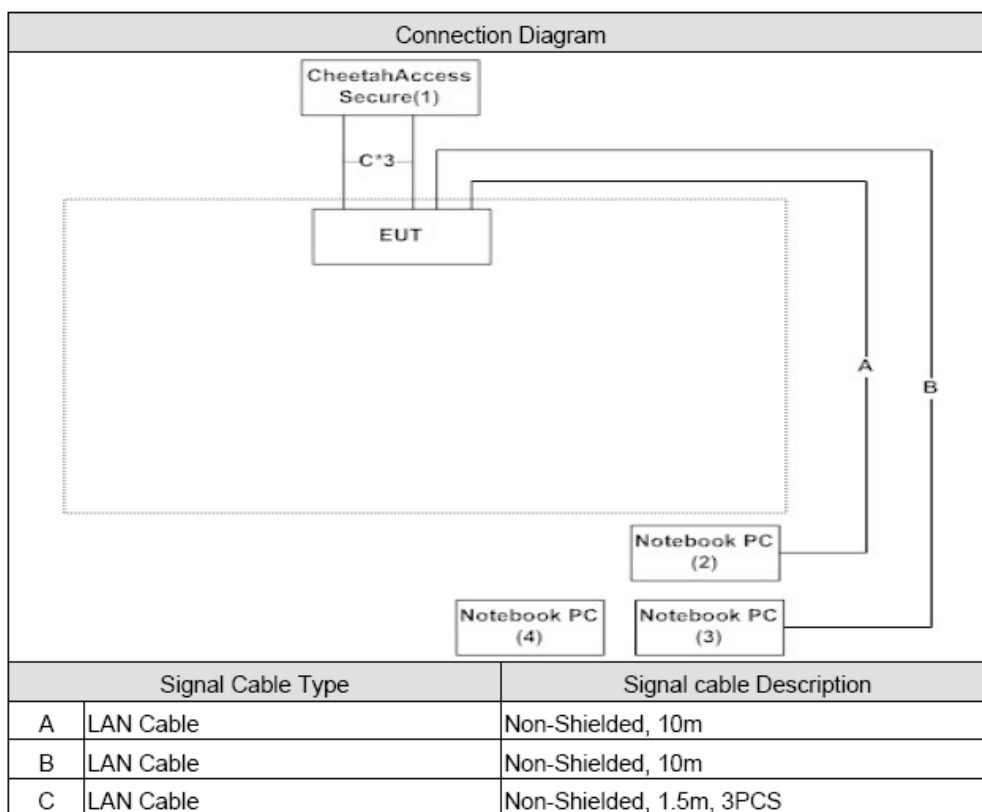 Connection Diagram
CheetahAccess
Secure(1)
C*3
EUT
A
B
Notebook PC
(2)
Notebook PC
(4)
Notebook PC
(3)
Signal Cable Type Signal cable Description
A LAN Cable Non-Shielded, 10m
B LAN Cable Non-Shielded, 10m
C LAN Cable Non-Shielded, 1.5m, 3PCS